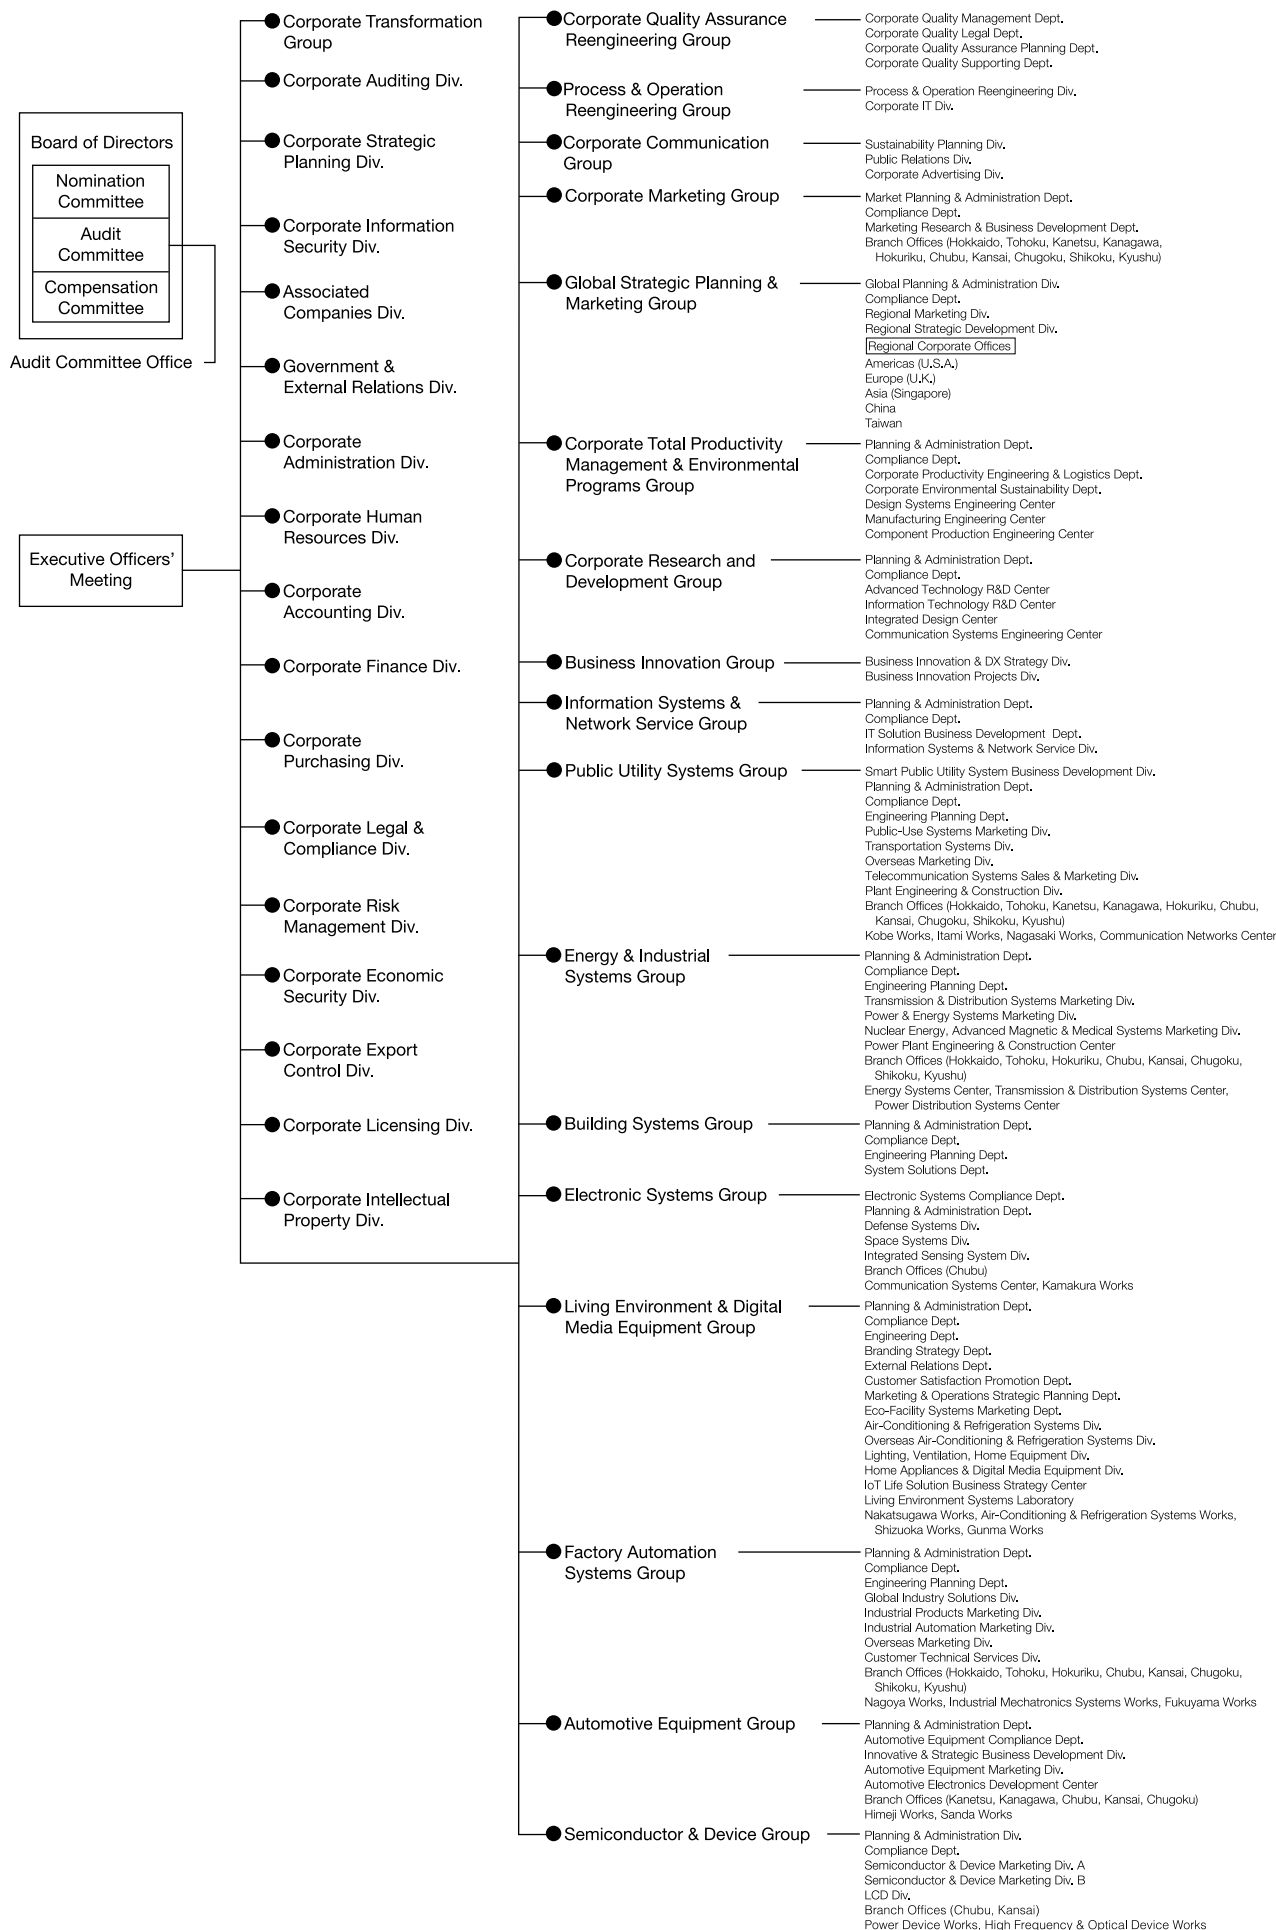 Board of Directors
Nomination
Committee
Audit
Committee
Compensation
Committee
Audit Committee Office
Executive Officers'
Meeting
Corporate Transformation
Group
Corporate Auditing Div.
Corporate Strategic
Planning Div.
Corporate Information
Security Div.
Associated
Companies Div.
Government &
External Relations Div.
Corporate
Administration Div.
Corporate Human
Resources Div.
Corporate
Accounting Div.
Corporate Finance Div.
Corporate
Purchasing Div.
Corporate Legal &
Compliance Div.
Corporate Risk
Management Div.
Corporate Economic
Security Div.
Corporate Export
Control Div.
Corporate Licensing Div.
Corporate Intellectual
Property Div.
Corporate Quality Assurance
Reengineering Group
Corporate Quality Management Dept.
Corporate Quality Legal Dept.
Corporate Quality Assurance Planning Dept.
Corporate Quality Supporting Dept.
Process & Operation
Reengineering Group
Process & Operation Reengineering Div.
Corporate IT Div.
Corporate Communication
Group
Sustainability Planning Div.
Public Relations Div.
Corporate Advertising Div.
Corporate Marketing Group
Market Planning & Administration Dept.
Compliance Dept.
Marketing Research & Business Development Dept.
Branch Offices (Hokkaido, Tohoku, Kanetsu, Kanagawa,
Hokuriku, Chubu, Kansai, Chugoku, Shikoku, Kyushu)
Global Strategic Planning &
Marketing Group
Global Planning & Administration Div.
Compliance Dept.
Regional Marketing Div.
Regional Strategic Development Div.
Regional Corporate Offices
Americas (U.S.A.)
Europe (U.K.)
Asia (Singapore)
China
Taiwan
Corporate Total Productivity
Management & Environmental
Programs Group
Planning & Administration Dept.
Compliance Dept.
Corporate Productivity Engineering & Logistics Dept.
Corporate Environmental Sustainability Dept.
Design Systems Engineering Center
Manufacturing Engineering Center
Component Production Engineering Center
Corporate Research and
Development Group
Planning & Administration Dept.
Compliance Dept.
Advanced Technology R&D Center
Information Technology R&D Center
Integrated Design Center
Communication Systems Engineering Center
Business Innovation Group
Business Innovation & DX Strategy Div.
Business Innovation Projects Div.
Information Systems &
Network Service Group
Planning & Administration Dept.
Compliance Dept.
IT Solution Business Development Dept.
Information Systems & Network Service Div.
Public Utility Systems Group
Smart Public Utility System Business Development Div.
Planning & Administration Dept.
Compliance Dept.
Engineering Planning Dept.
Public-Use Systems Marketing Div.
Transportation Systems Div.
Overseas Marketing Div.
Telecommunication Systems Sales & Marketing Div.
Plant Engineering & Construction Div.
Branch Offices (Hokkaido, Tohoku, Kanetsu, Kanagawa, Hokuriku, Chubu,
Kansai, Chugoku, Shikoku, Kyushu)
Kobe Works, Itami Works, Nagasaki Works, Communication Networks Center
Energy & Industrial
Systems Group
Planning & Administration Dept.
Compliance Dept.
Engineering Planning Dept.
Transmission & Distribution Systems Marketing Div.
Power & Energy Systems Marketing Div.
Nuclear Energy, Advanced Magnetic & Medical Systems Marketing Div.
Power Plant Engineering & Construction Center
Branch Offices (Hokkaido, Tohoku, Hokuriku, Chubu, Kansai, Chugoku,
Shikoku, Kyushu)
Energy Systems Center, Transmission & Distribution Systems Center,
Power Distribution Systems Center
Building Systems Group
Planning & Administration Dept.
Compliance Dept.
Engineering Planning Dept.
System Solutions Dept.
Electronic Systems Group
Electronic Systems Compliance Dept.
Planning & Administration Dept.
Defense Systems Div.
Space Systems Div.
Integrated Sensing System Div.
Branch Offices (Chubu)
Communication Systems Center, Kamakura Works
Living Environment & Digital
Media Equipment Group
Planning & Administration Dept.
Compliance Dept.
Engineering Dept.
Branding Strategy Dept.
External Relations Dept.
Customer Satisfaction Promotion Dept.
Marketing & Operations Strategic Planning Dept.
Eco-Facility Systems Marketing Dept.
Air-Conditioning & Refrigeration Systems Div.
Overseas Air-Conditioning & Refrigeration Systems Div.
Lighting, Ventilation, Home Equipment Div.
Home Appliances & Digital Media Equipment Div.
IoT Life Solution Business Strategy Center
Living Environment Systems Laboratory
Nakatsugawa Works, Air-Conditioning & Refrigeration Systems Works,
Shizuoka Works, Gunma Works
Factory Automation
Systems Group
Planning & Administration Dept.
Compliance Dept.
Engineering Planning Dept.
Global Industry Solutions Div.
Industrial Products Marketing Div.
Industrial Automation Marketing Div.
Overseas Marketing Div.
Customer Technical Services Div.
Branch Offices (Hokkaido, Tohoku, Hokuriku, Chubu, Kansai, Chugoku,
Shikoku, Kyushu)
Nagoya Works, Industrial Mechatronics Systems Works, Fukuyama Works
Automotive Equipment Group
Planning & Administration Dept.
Automotive Equipment Compliance Dept.
Innovative & Strategic Business Development Div.
Automotive Equipment Marketing Div.
Automotive Electronics Development Center
Branch Offices (Kanetsu, Kanagawa, Chubu, Kansai, Chugoku)
Himeji Works, Sanda Works
Semiconductor & Device Group
Planning & Administration Div.
Compliance Dept.
Semiconductor & Device Marketing Div. A
Semiconductor & Device Marketing Div. B
LCD Div.
Branch Offices (Chubu, Kansai)
Power Device Works, High Frequency & Optical Device Works